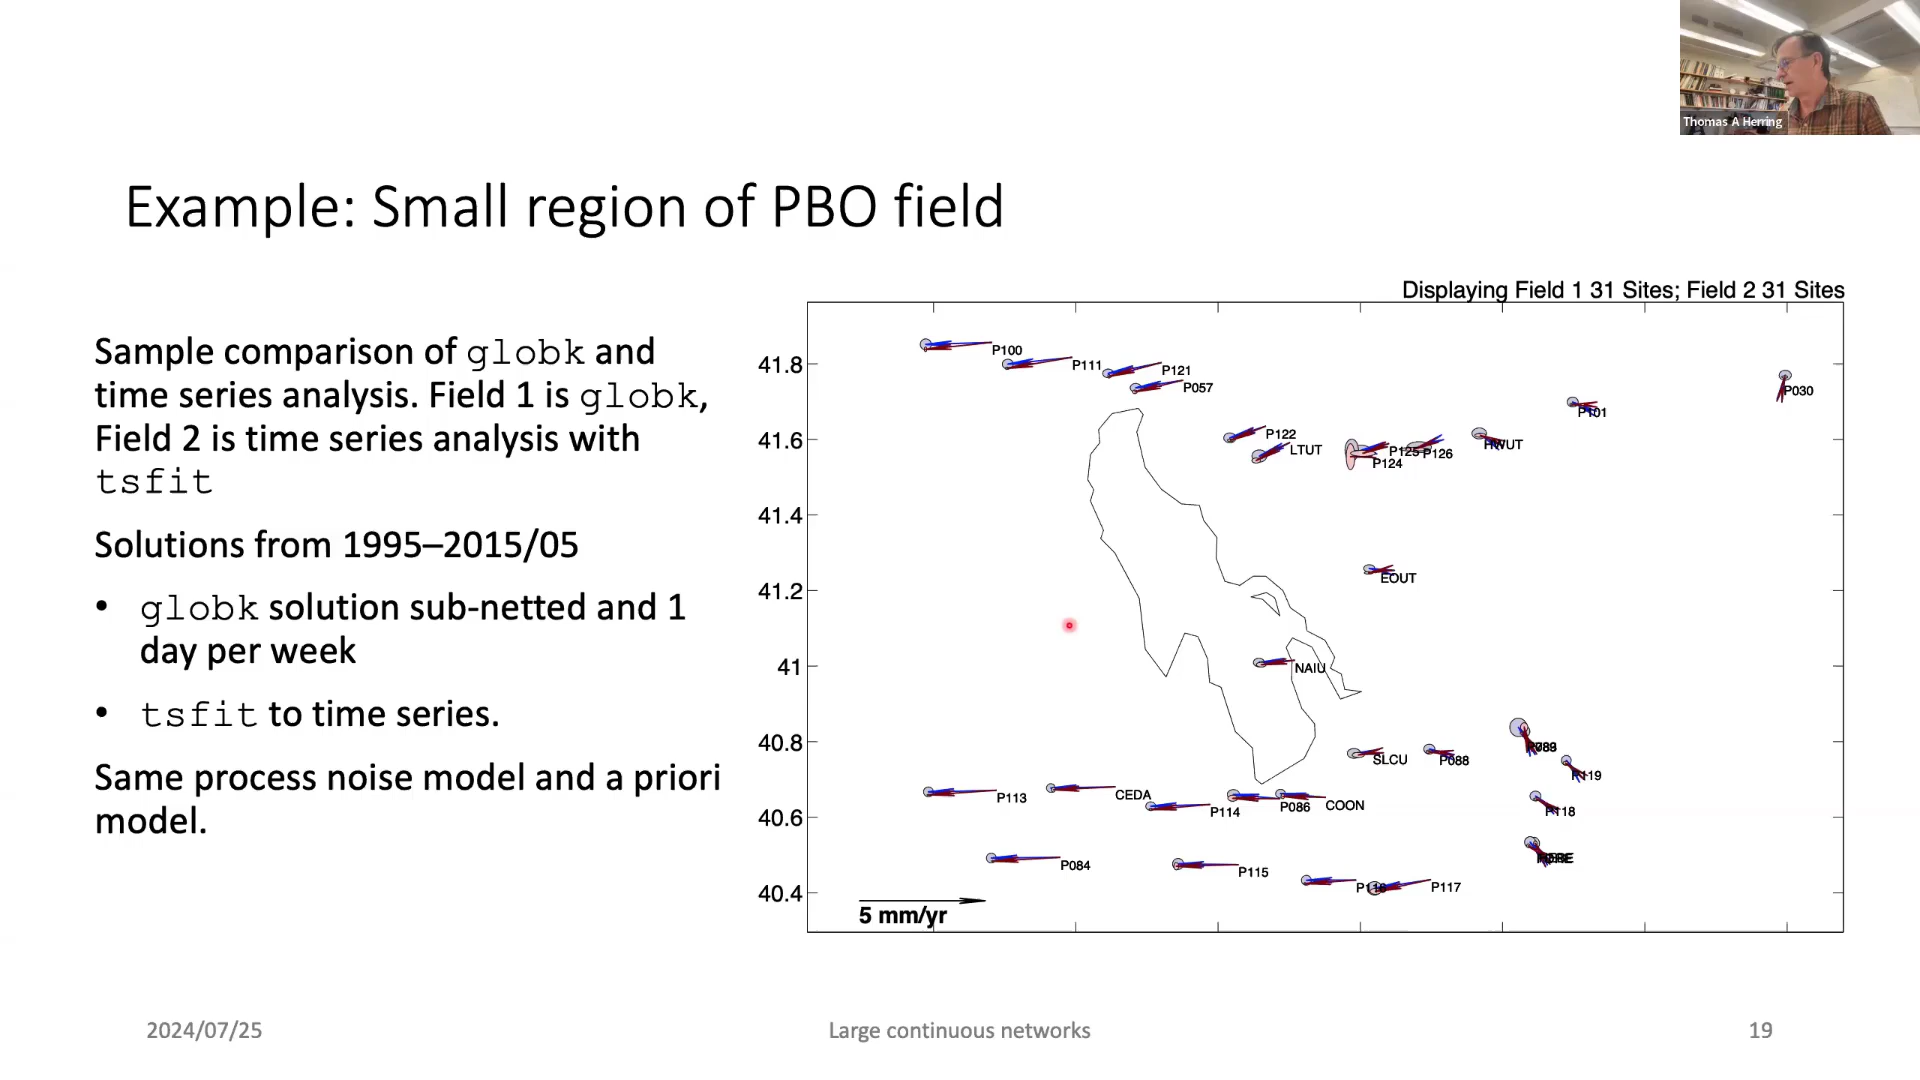 Thomas A Herring
Example: Small region of PBO field
Sample comparison of globk and
time series analysis. Field 1 is globk,
Field 2 is time series analysis with
tsfit
Solutions from 1995–2015/05
• globk solution sub-netted and 1
day per week
• tsfit to time series.
Same process noise model and a priori
model.
Displaying Field 1 31 Sites; Field 2 31 Sites
41.8
41.6
41.4
41.2
41
40.8
40.6
40.4
P100
P111
P121
P057
P030
P101
P122
LTUT
P125
P126
P124
HWUT
EOUT
NAIU
SLCU
P088
P119
P113
CEDA
P114
P086
COON
P118
P084
P115
P117
5 mm/yr
2024/07/25
Large continuous networks
19